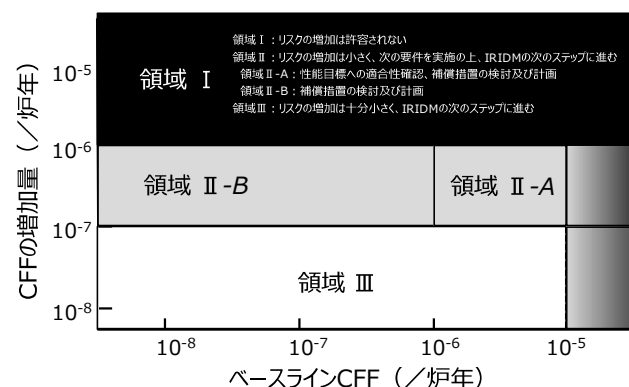 領域Ⅰ:リスクの増加は許容されない
領域Ⅱ:リスクの増加は小さく、次の要件を実施の上、IRIDMの次のステップに進む
領域Ⅱ-A:性能目標への適合性確認、補償措置の検討及び計画
領域Ⅱ-B:補償措置の検討及び計画
領域Ⅲ:リスクの増加は十分小さく、IRIDMの次のステップに進む
領域 Ⅰ
CFFの増加量(/炉年)
10⁻⁵
10⁻⁶
領域 Ⅱ-B
領域 Ⅱ-A
10⁻⁷
領域 Ⅲ
10⁻⁸
10⁻⁸ 10⁻⁷ 10⁻⁶ 10⁻⁵
ベースラインCFF(/炉年)